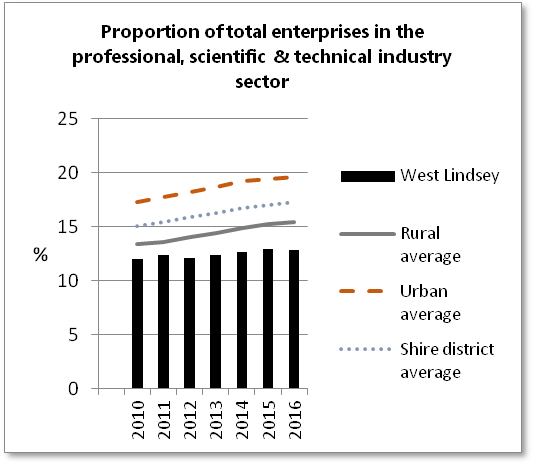 Proportion of total enterprises in the
professional, scientific & technical industry
sector
25
20
15
10
5
0
%
2010
2011
2012
2013
2014
2015
2016
West Lindsey
Rural
average
Urban
average
Shire district
average